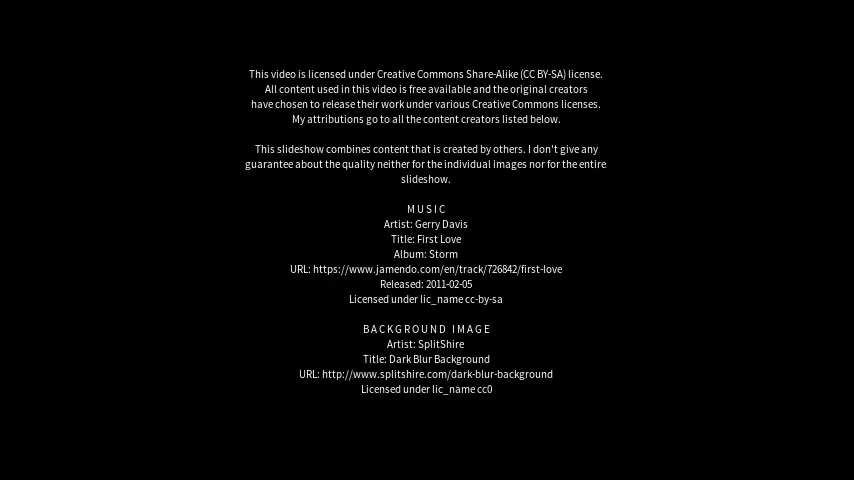 This video is licensed under Creative Commons Share-Alike (CC BY-SA) license.
All content used in this video is free available and the original creators
have chosen to release their work under various Creative Commons licenses.
My attributions go to all the content creators listed below.
This slideshow combines content that is created by others. I don't give any
guarantee about the quality neither for the individual images nor for the entire
slideshow.
MUSIC
Artist: Gerry Davis
Title: First Love
Album: Storm
URL: https://www.jamendo.com/en/track/726842/first-love
Released: 2011-02-05
Licensed under lic_name cc-by-sa
BACKGROUND IMAGE
Artist: SplitShire
Title: Dark Blur Background
URL: http://www.splitshire.com/dark-blur-background
Licensed under lic_name cc0